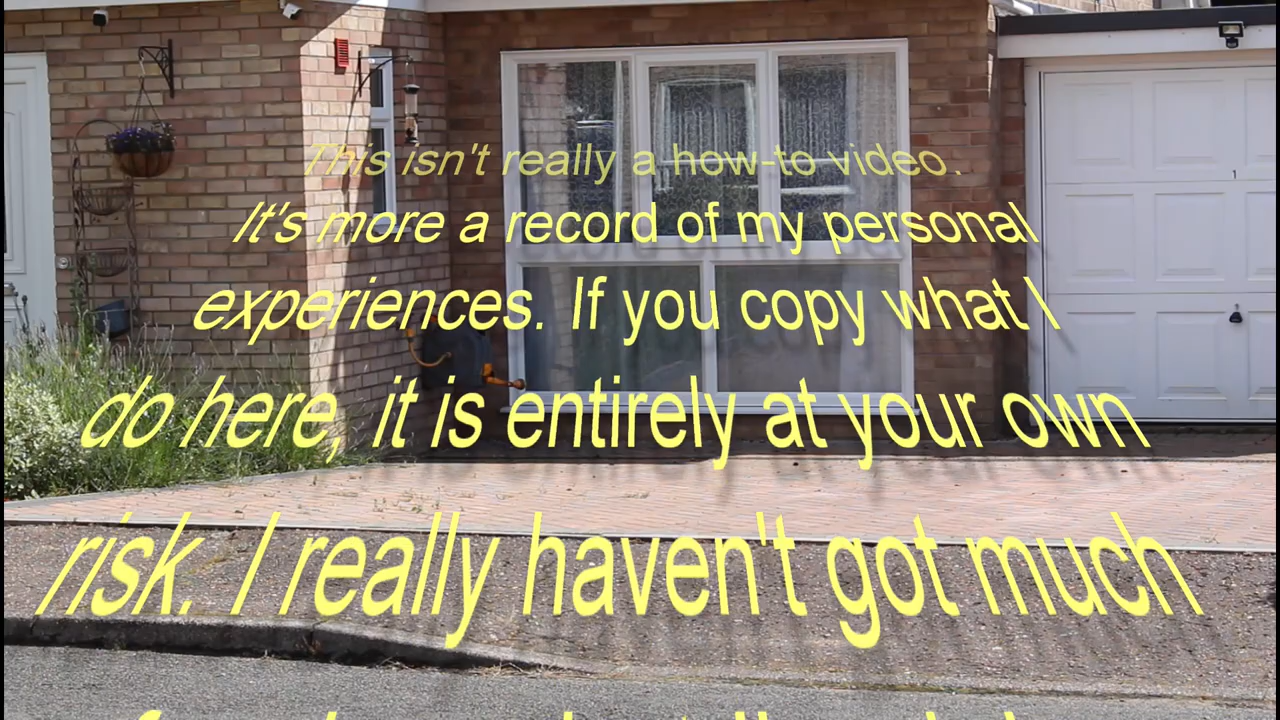 This isn't really a how-to video.
It's more a record of my personal
experiences. If you copy what I
do here, it is entirely at your own
risk. I really haven't got much